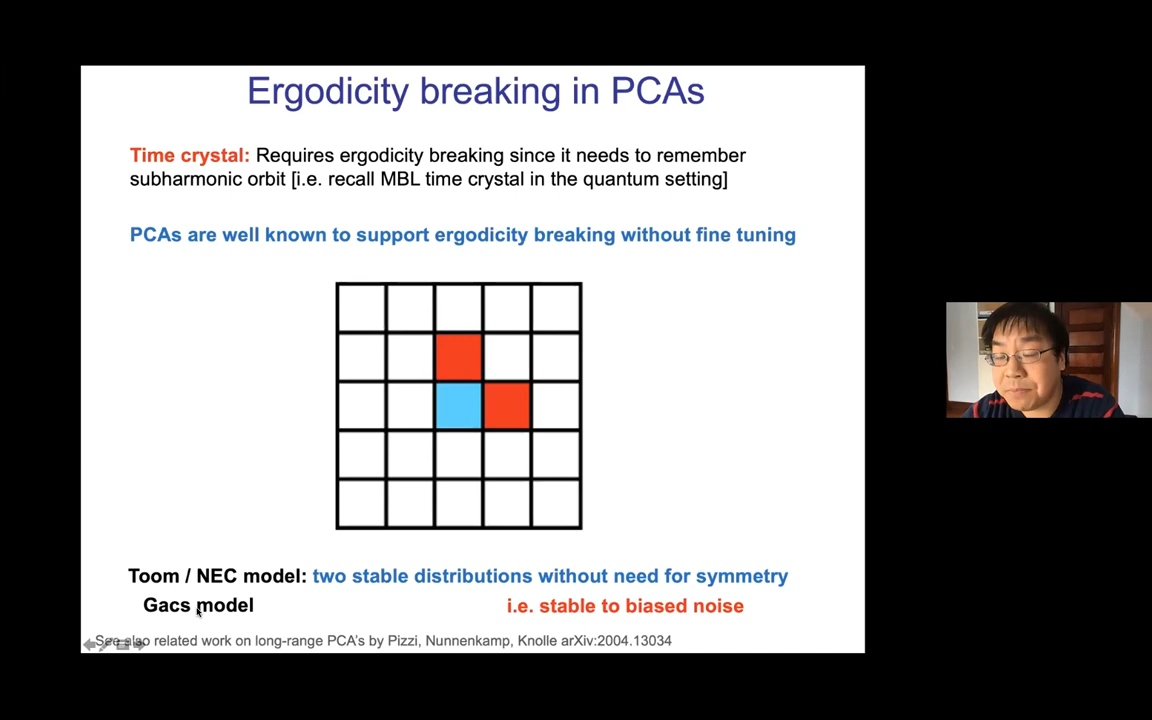 Ergodicity breaking in PCAs
Time crystal: Requires ergodicity breaking since it needs to remember
subharmonic orbit [i.e. recall MBL time crystal in the quantum setting]
PCAs are well known to support ergodicity breaking without fine tuning
Toom / NEC model: two stable distributions without need for symmetry
Gacs model
i.e. stable to biased noise
See also related work on long-range PCA's by Pizzi, Nunnenkamp, Knolle arXiv:2004.13034